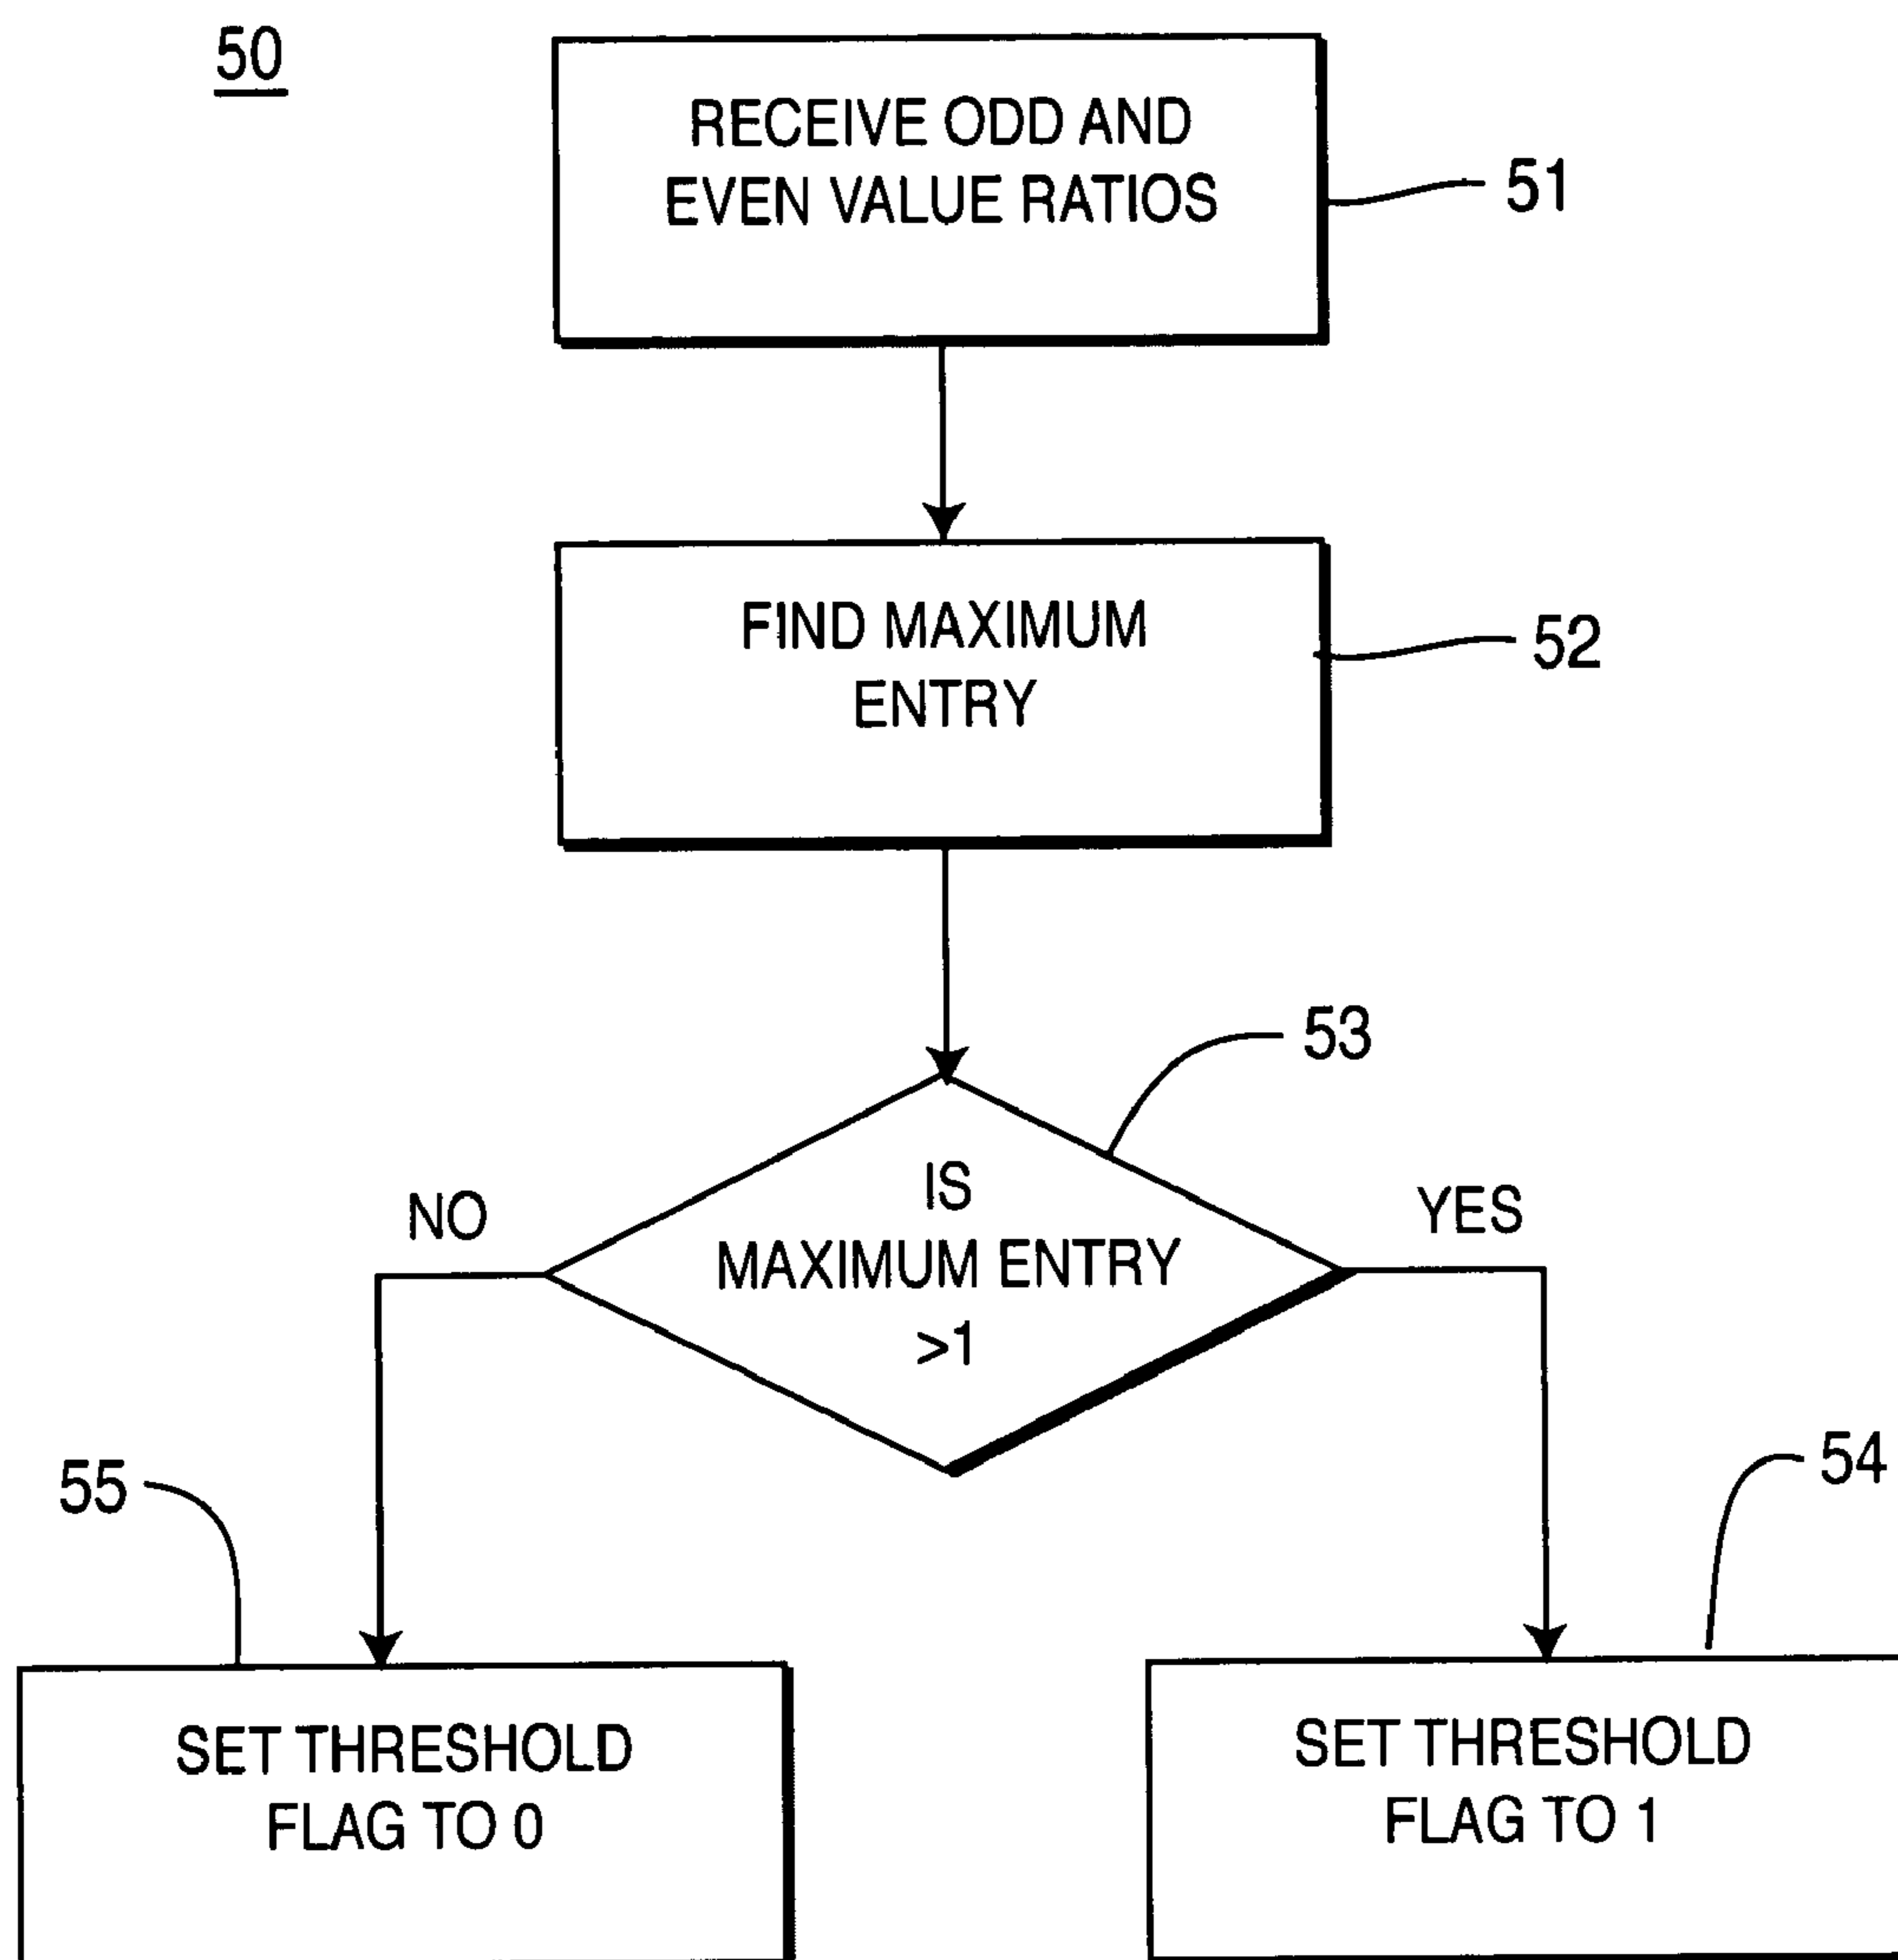 50
RECEIVE ODD AND
EVEN VALUE RATIOS
51
FIND MAXIMUM
ENTRY
52
53
IS
MAXIMUM ENTRY
>1
NO
YES
55
54
SET THRESHOLD
FLAG TO 0
SET THRESHOLD
FLAG TO 1